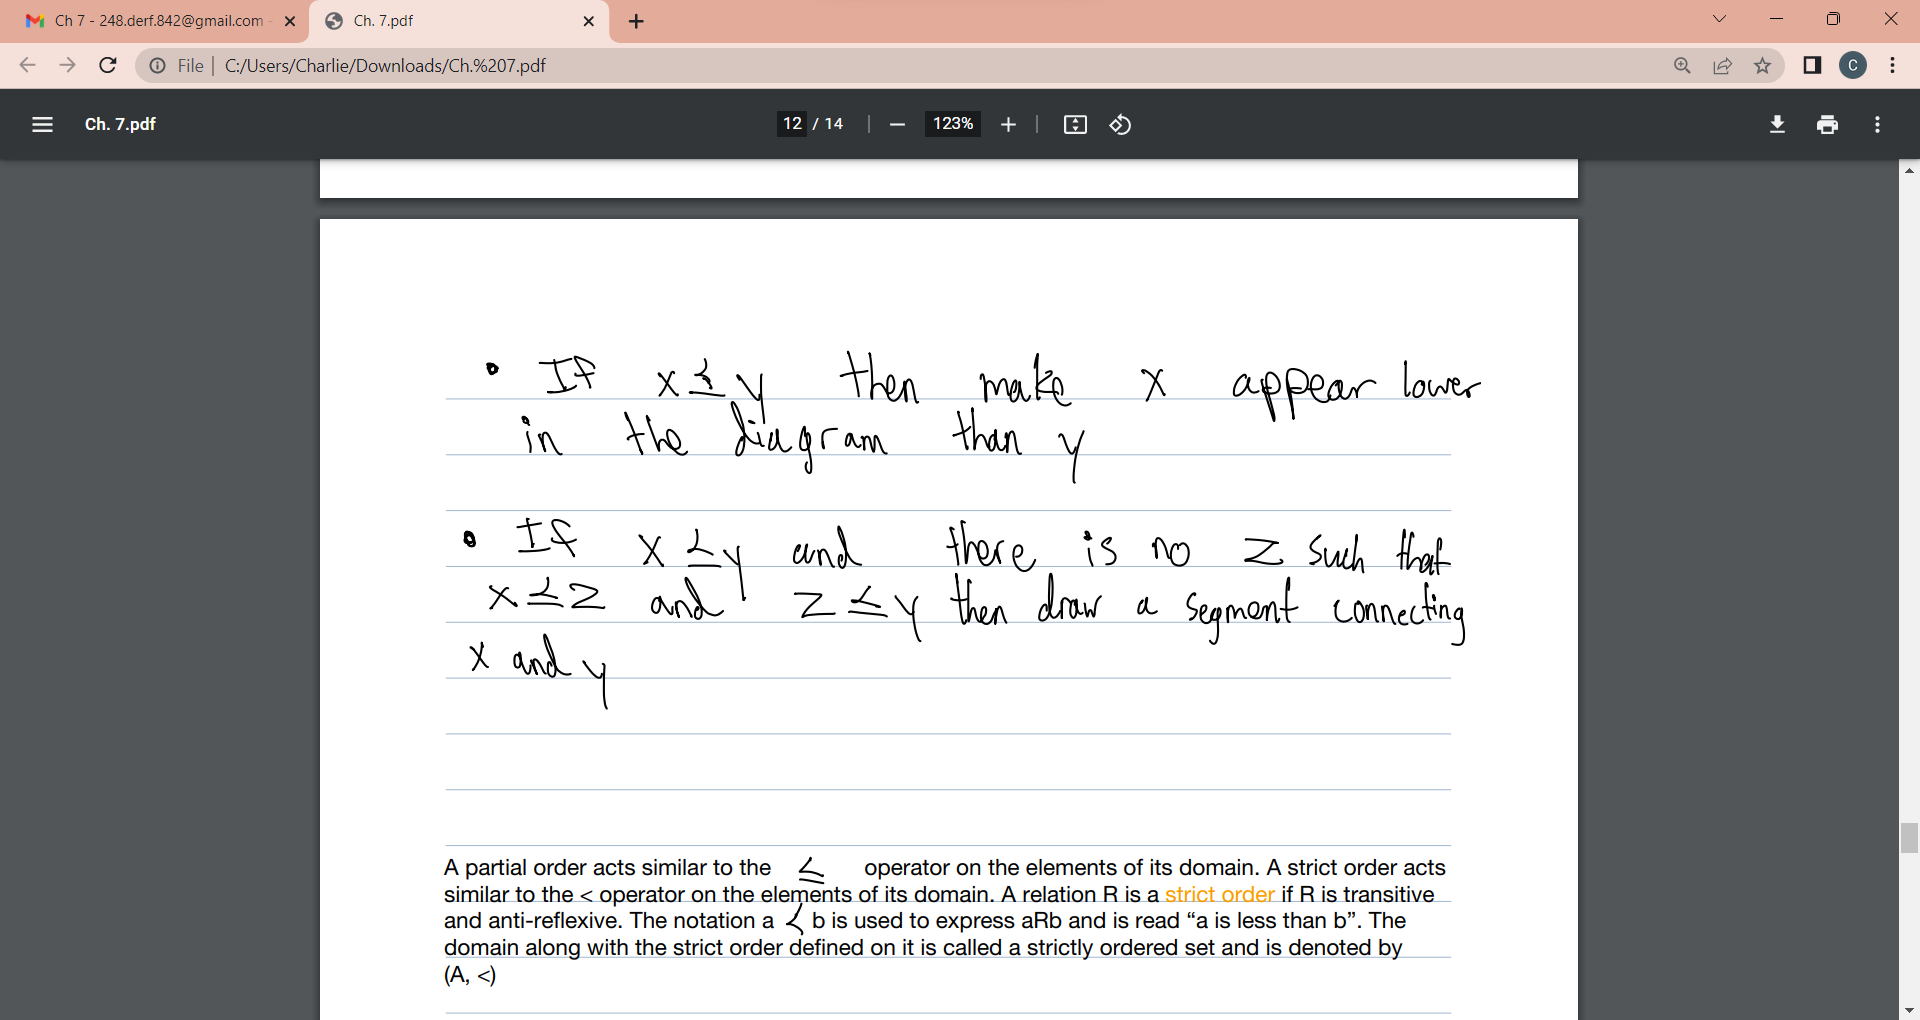 Ch 7 - 248.derf.842@gmail.com
Ch. 7.pdf
File | C:/Users/Charlie/Downloads/Ch.%207.pdf
C
Ch. 7.pdf
12 / 14 | 123% |
• If x ⪯ y then make x appear lower
in the diagram than y
• If x ⪯ y and there is no z such that
x ⪯ z and z ⪯ y then draw a segment connecting
x and y
A partial order acts similar to the ≤ operator on the elements of its domain. A strict order acts
similar to the < operator on the elements of its domain. A relation R is a strict order if R is transitive
and anti-reflexive. The notation a ≺ b is used to express aRb and is read “a is less than b”. The
domain along with the strict order defined on it is called a strictly ordered set and is denoted by
(A, <)